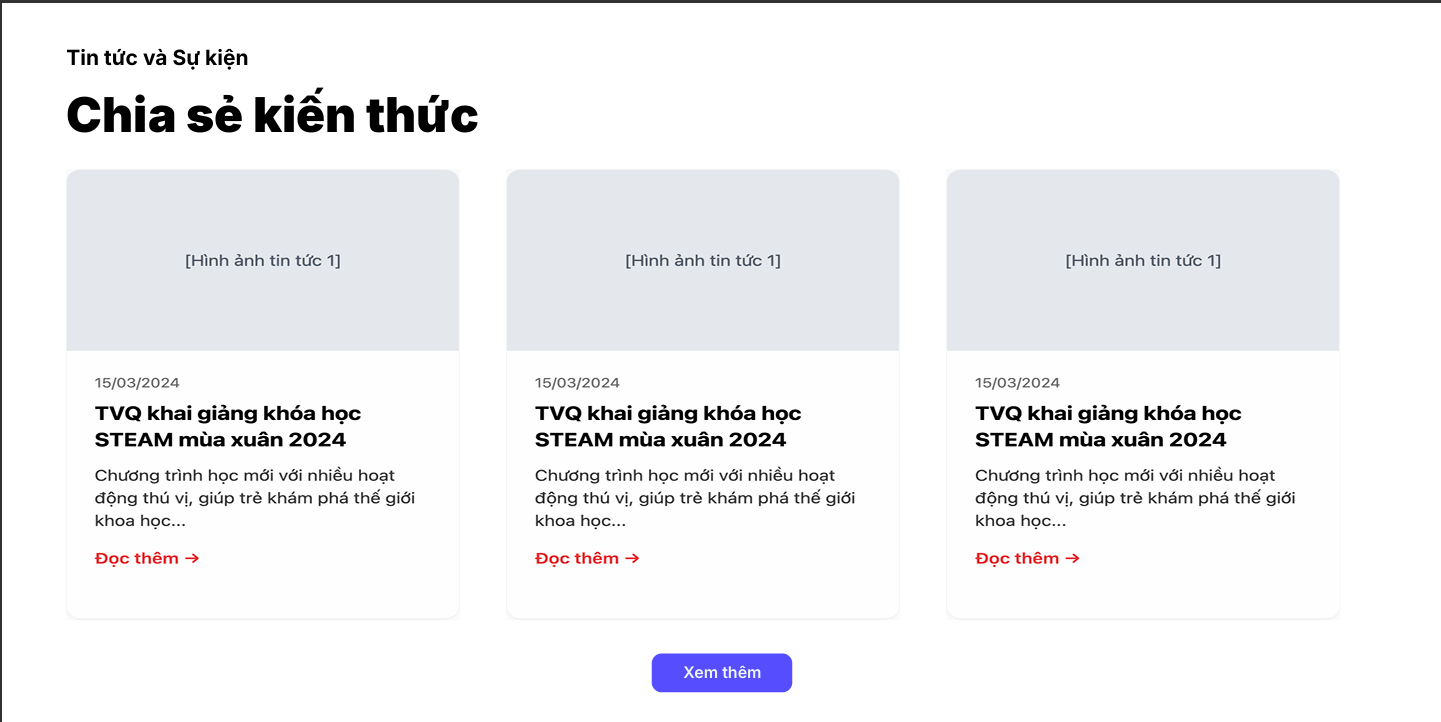 Tin tức và Sự kiện
Chia sẻ kiến thức
[Hình ảnh tin tức 1]
15/03/2024
TVQ khai giảng khóa học
STEAM mùa xuân 2024
Chương trình học mới với nhiều hoạt
động thú vị, giúp trẻ khám phá thế giới
khoa học...
Đọc thêm →
[Hình ảnh tin tức 1]
15/03/2024
TVQ khai giảng khóa học
STEAM mùa xuân 2024
Chương trình học mới với nhiều hoạt
động thú vị, giúp trẻ khám phá thế giới
khoa học...
Đọc thêm →
[Hình ảnh tin tức 1]
15/03/2024
TVQ khai giảng khóa học
STEAM mùa xuân 2024
Chương trình học mới với nhiều hoạt
động thú vị, giúp trẻ khám phá thế giới
khoa học...
Đọc thêm →
Xem thêm